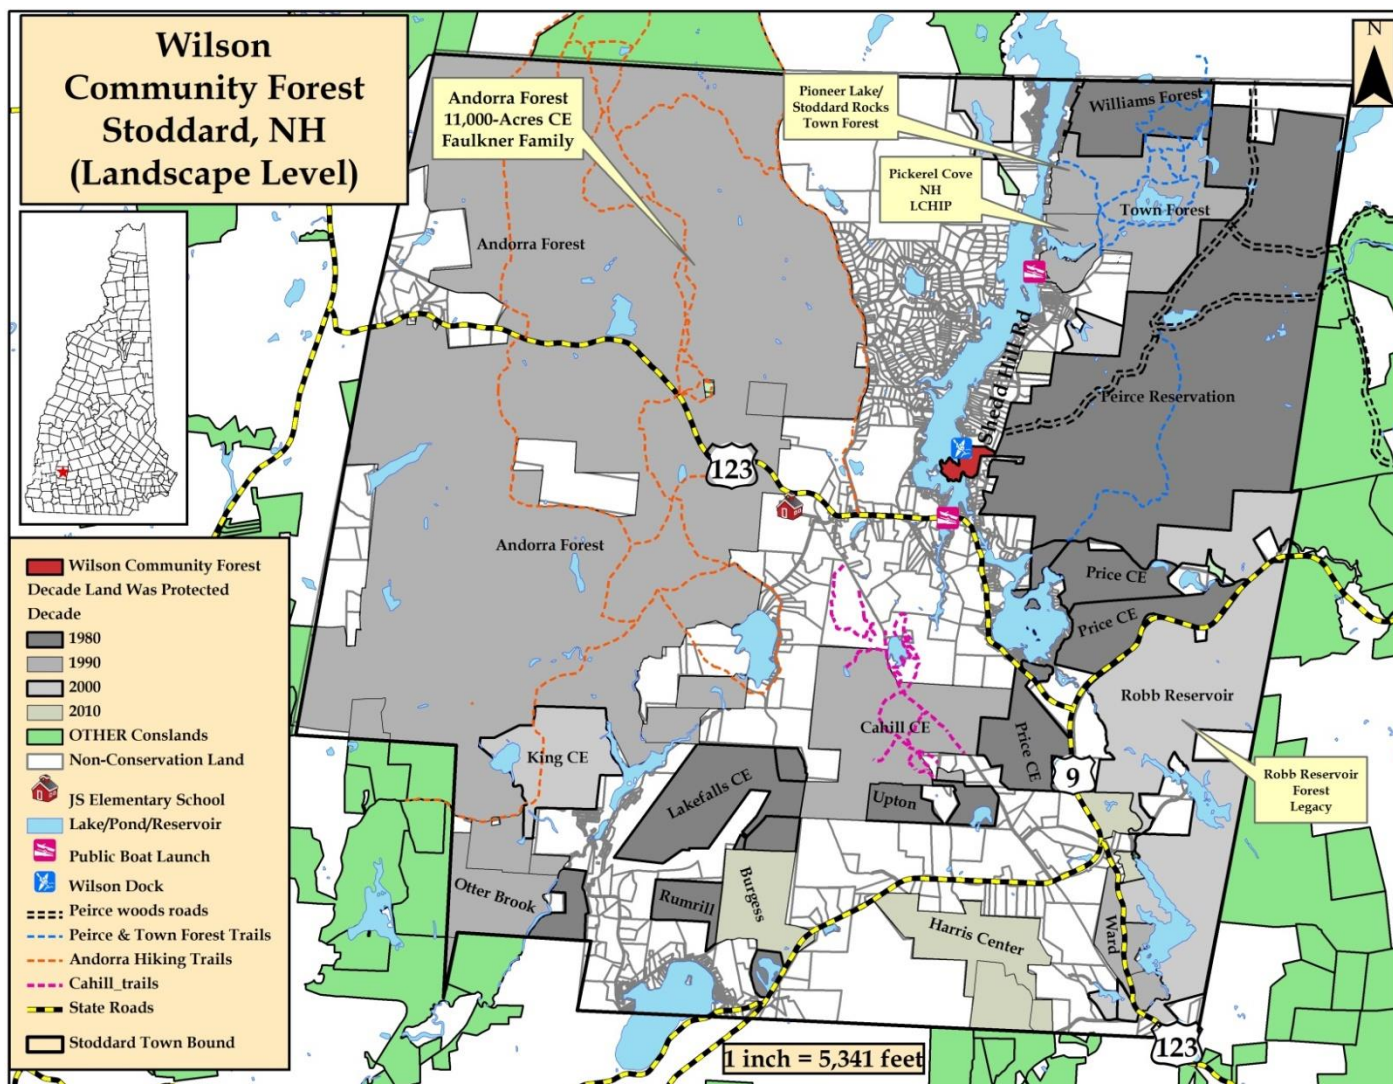 Wilson
Community Forest
Stoddard, NH
(Landscape Level)
N
Andorra Forest
11,000-Acres CE
Faulkner Family
Pioneer Lake/
Stoddard Rocks
Town Forest
Pickerel Cove
NH
LCHIP
Williams Forest
Town Forest
Andorra Forest
Shedd Hill Rd
Peirce Reservation
123
Andorra Forest
Price CE
Price CE
Robb Reservoir
Cahill CE
Price CE
King CE
Lakefalls CE
Upton
9
Robb Reservoir
Forest
Legacy
Otter Brook
Rumrill
Burgess
Harris Center
Ward
123
1 inch = 5,341 feet
Wilson Community Forest
Decade Land Was Protected
Decade
1980
1990
2000
2010
OTHER Conslands
Non-Conservation Land
JS Elementary School
Lake/Pond/Reservoir
Public Boat Launch
Wilson Dock
Peirce woods roads
Peirce & Town Forest Trails
Andorra Hiking Trails
Cahill_trails
State Roads
Stoddard Town Bound